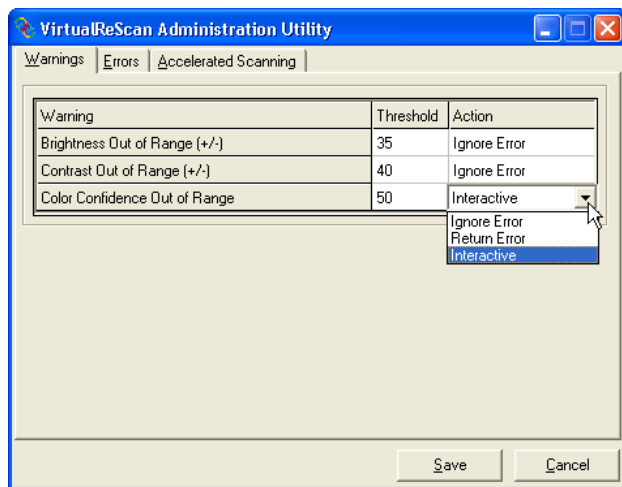 VirtualReScan Administration Utility
Warnings Errors Accelerated Scanning
Warning Threshold Action
Brightness Out of Range (+/-) 35 Ignore Error
Contrast Out of Range (+/-) 40 Ignore Error
Color Confidence Out of Range 50 Interactive
Ignore Error
Return Error
Interactive
Save Cancel